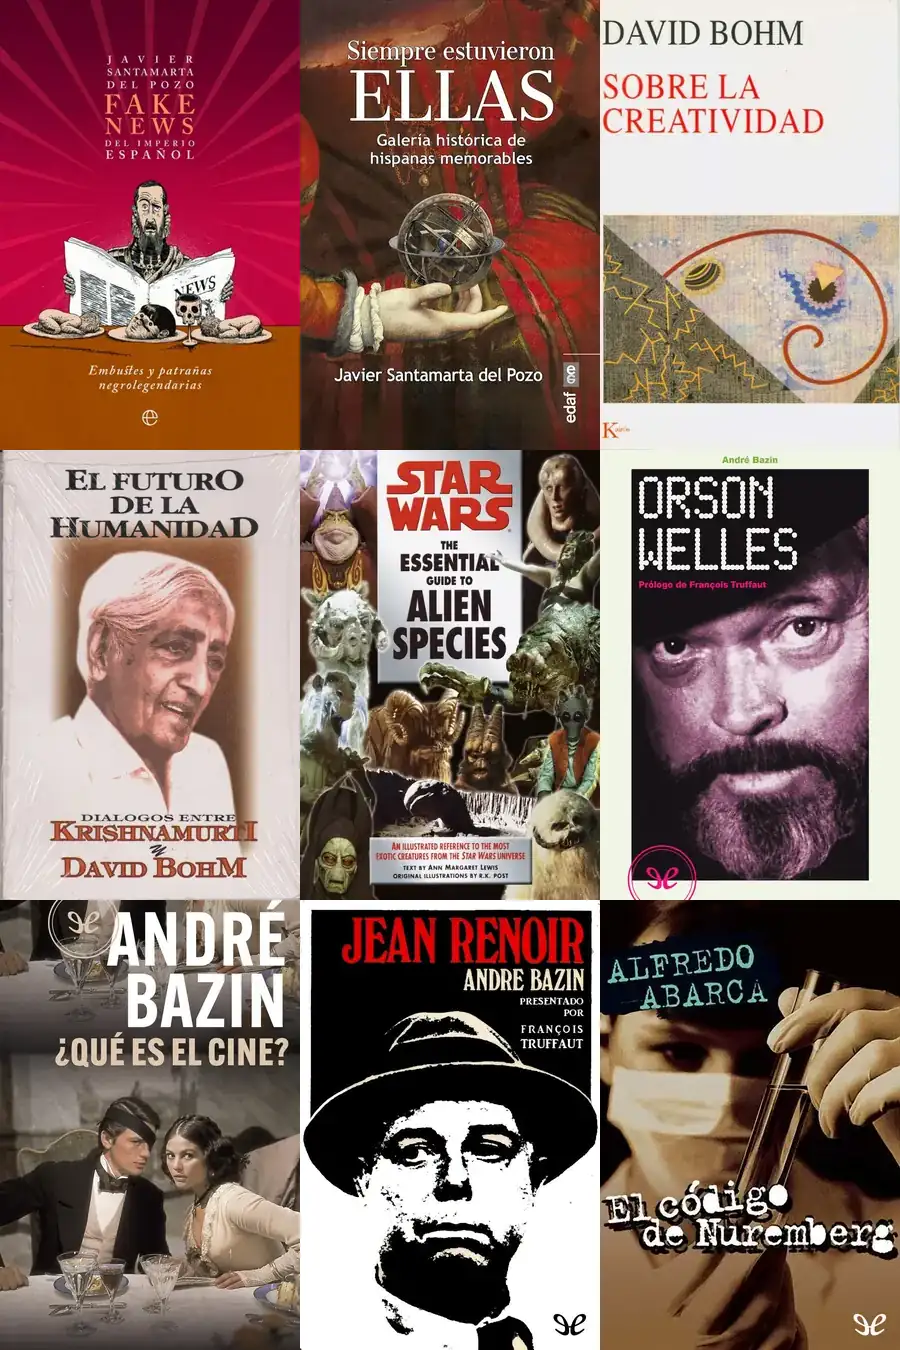 JAVIER
SANTAMARTA
DEL POZO
FAKE
NEWS
DEL IMPERIO
ESPAÑOL
NEWS
Embustes y patrañas
negrolegendarias
Siempre estuvieron
ELLAS
Galería histórica de
hispanas memorables
Javier Santamarta del Pozo
edaf
DAVID BOHM
SOBRE LA
CREATIVIDAD
Kairós
EL FUTURO
DE LA
HUMANIDAD
DIALOGOS ENTRE
KRISHNAMURTI
Y
DAVID BOHM
STAR
WARS
THE
ESSENTIAL
GUIDE TO
ALIEN
SPECIES
AN ILLUSTRATED REFERENCE TO THE MOST
EXOTIC CREATURES FROM THE STAR WARS UNIVERSE
TEXT BY ANN MARGARET LEWIS
ORIGINAL ILLUSTRATIONS BY R.K. POST
André Bazin
ORSON
WELLES
Prólogo de François Truffaut
ANDRÉ
BAZIN
¿QUÉ ES EL CINE?
JEAN RENOIR
ANDRE BAZIN
PRESENTADO
POR
FRANÇOIS
TRUFFAUT
ALFREDO
ABARCA
El código
de Nuremberg